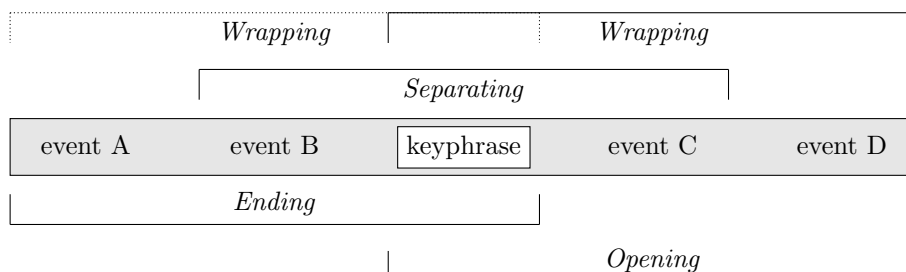 Wrapping Wrapping
Separating
event A event B keyphrase event C event D
Ending
Opening